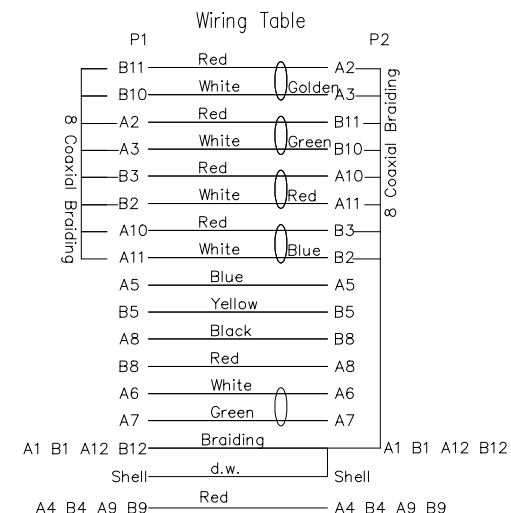 Wiring Table
P1 P2
B11 Red A2
B10 White Golden A3
A2 Red B11
A3 White Green B10
B3 Red A10
B2 White Red A11
A10 Red B3
A11 White Blue B2
8 Coaxial Braiding
8 Coaxial Braiding
A5 Blue A5
B5 Yellow B5
A8 Black B8
B8 Red A8
A6 White A6
A7 Green A7
A1 B1 A12 B12 Braiding A1 B1 A12 B12
Shell d.w. Shell
A4 B4 A9 B9 Red A4 B4 A9 B9